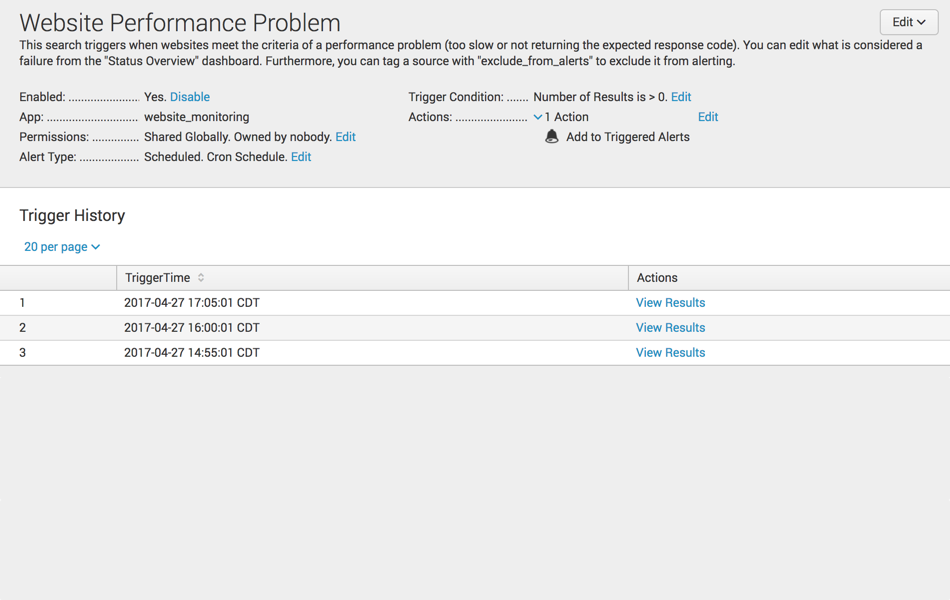 Website Performance Problem
Edit
This search triggers when websites meet the criteria of a performance problem (too slow or not returning the expected response code). You can edit what is considered a
failure from the "Status Overview" dashboard. Furthermore, you can tag a source with "exclude_from_alerts" to exclude it from alerting.
Enabled: ........................ Yes. Disable
App: ............................... website_monitoring
Permissions: ................ Shared Globally. Owned by nobody. Edit
Alert Type: .................... Scheduled. Cron Schedule. Edit
Trigger Condition: ....... Number of Results is > 0. Edit
Actions: ........................ 1 Action Edit
Add to Triggered Alerts
Trigger History
20 per page
TriggerTime Actions
1 2017-04-27 17:05:01 CDT View Results
2 2017-04-27 16:00:01 CDT View Results
3 2017-04-27 14:55:01 CDT View Results